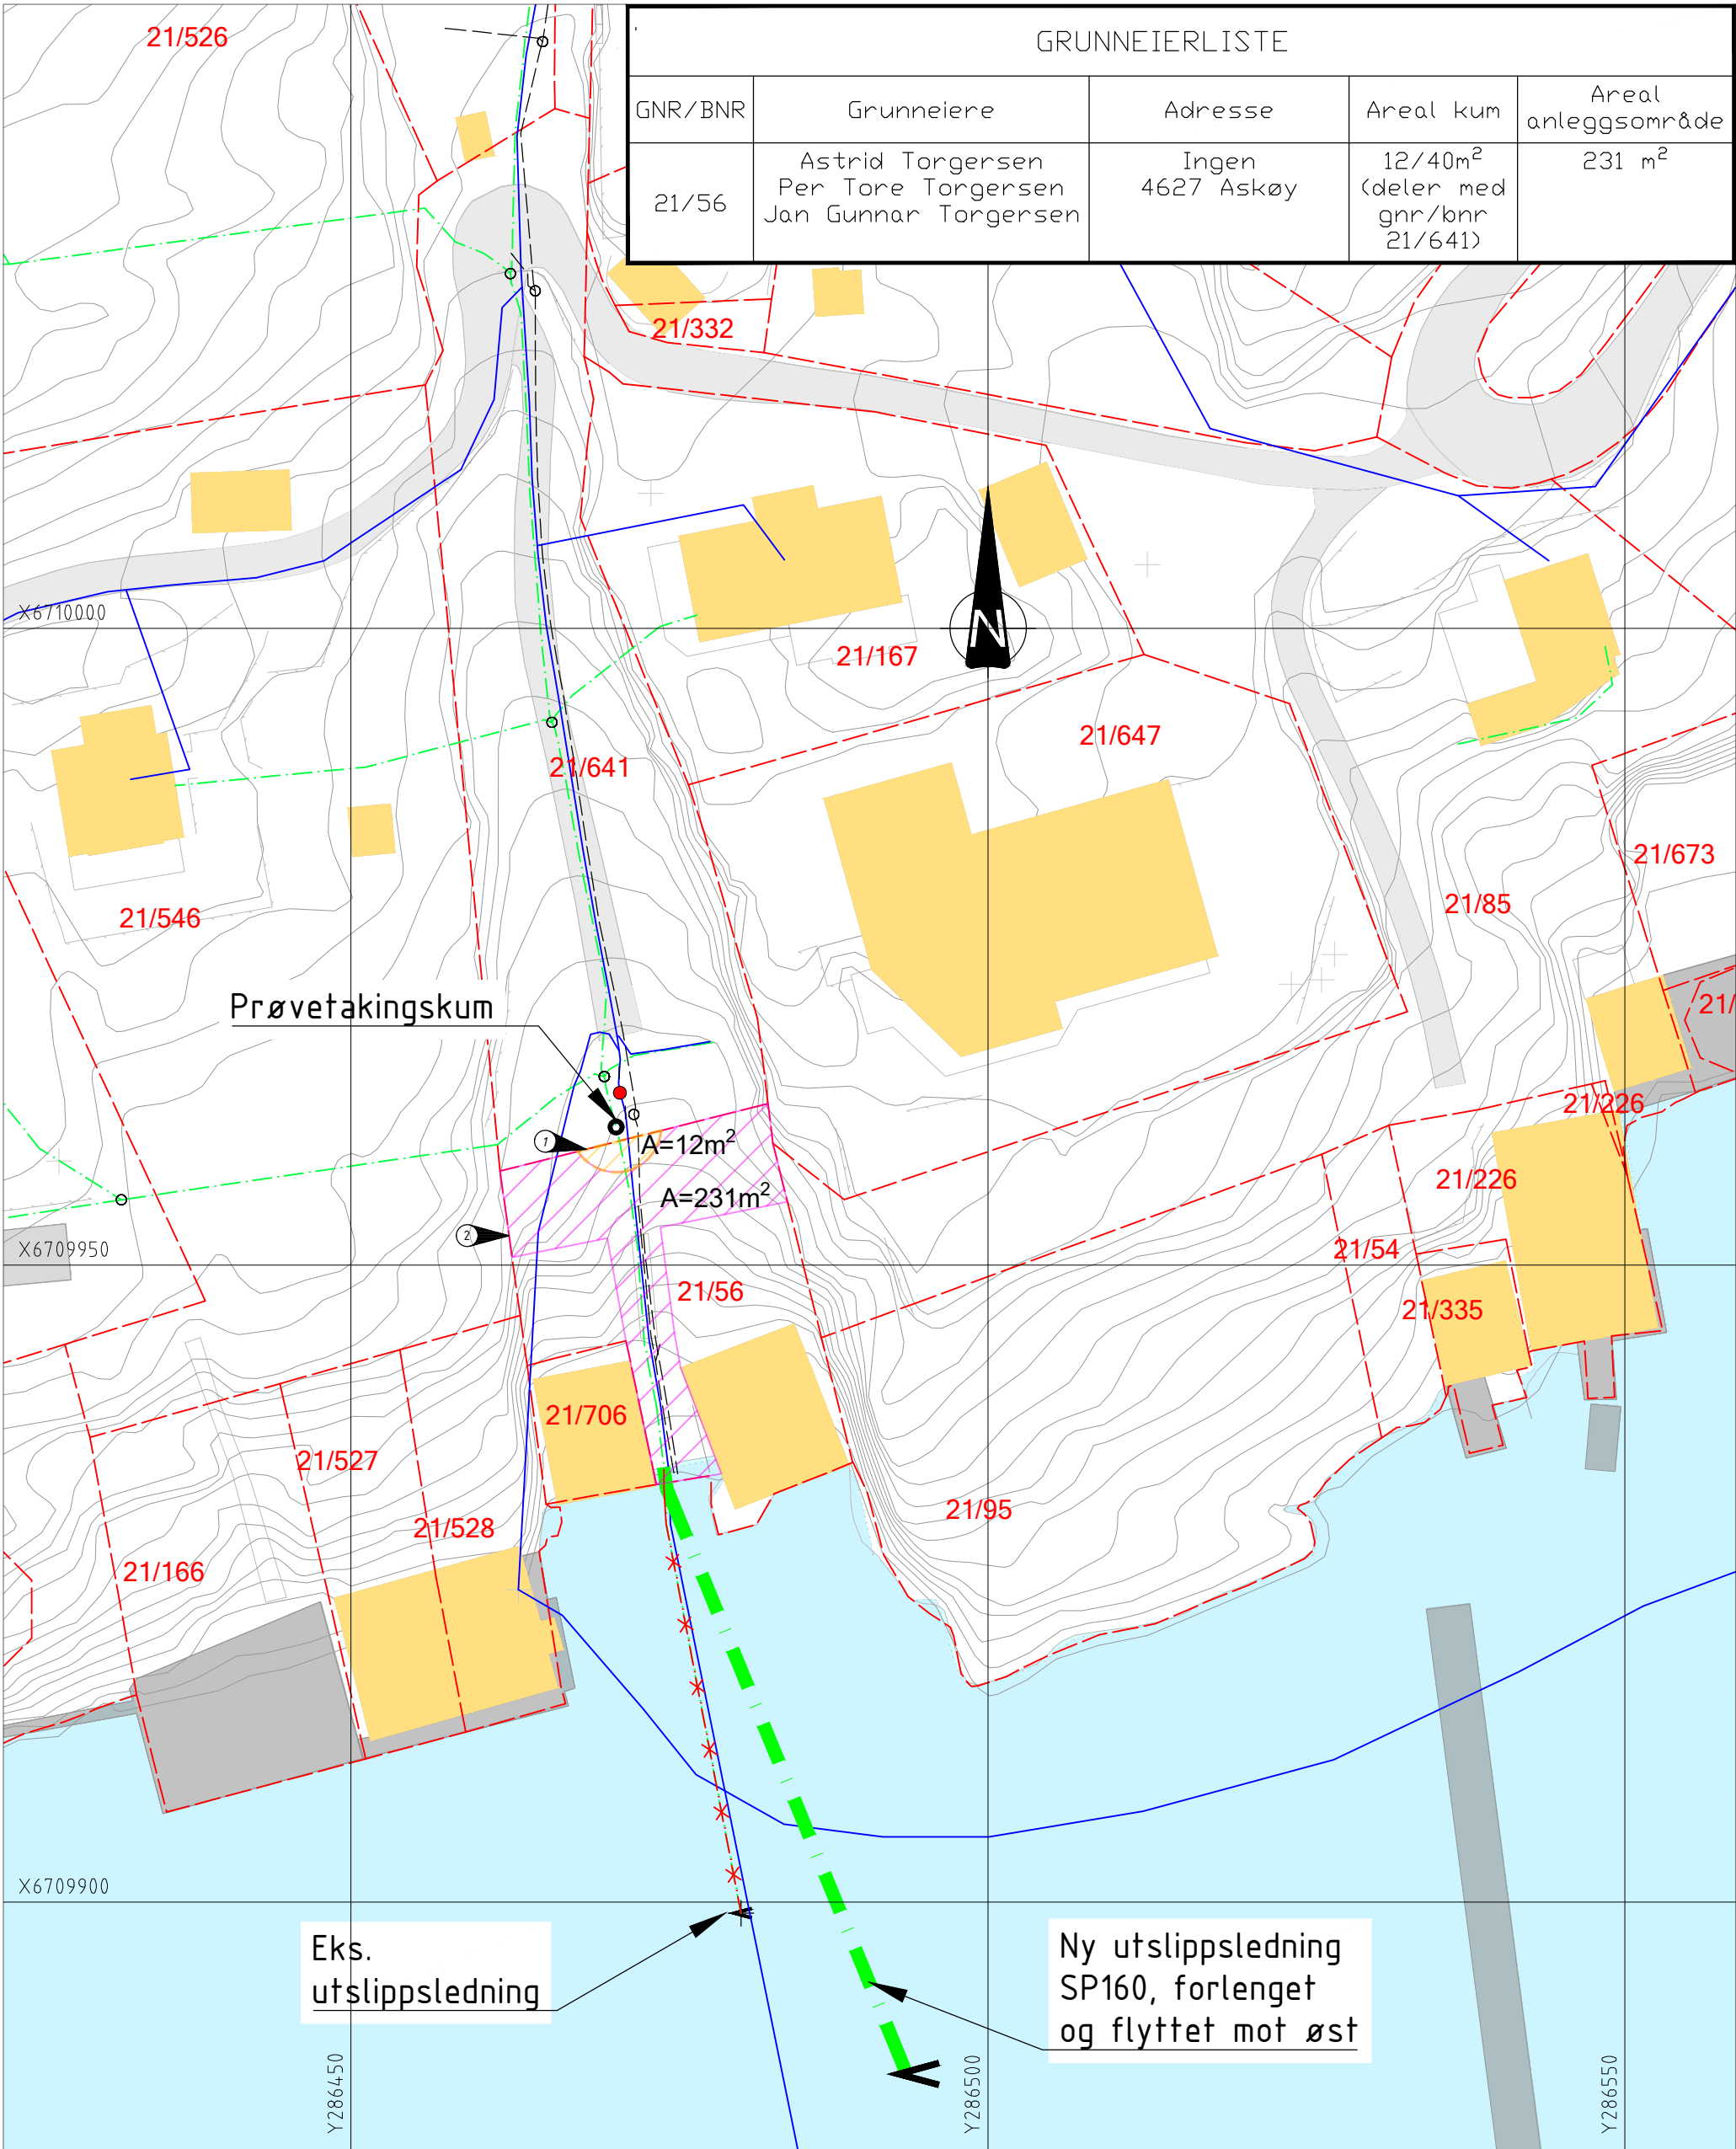 GRUNNEIERLISTE
GNR/BNR
Grunneiere
Adresse
Areal kum
Areal
anleggsområde
21/56
Astrid Torgersen
Per Tore Torgersen
Jan Gunnar Torgersen
Ingen
4627 Askøy
12/40m²
(deler med
gnr/bnr
21/641)
231 m²
21/526
21/332
X6710000
N
21/167
21/647
21/641
21/673
21/85
21/546
Prøvetakingskum
21/
21/226
1
A=12m²
21/226
A=231m²
2
X6709950
21/54
21/56
21/335
21/706
21/527
21/95
21/528
21/166
X6709900
Eks.
utslippsledning
Ny utslippsledning
SP160, forlenget
og flyttet mot øst
Y286450
Y286500
Y286550